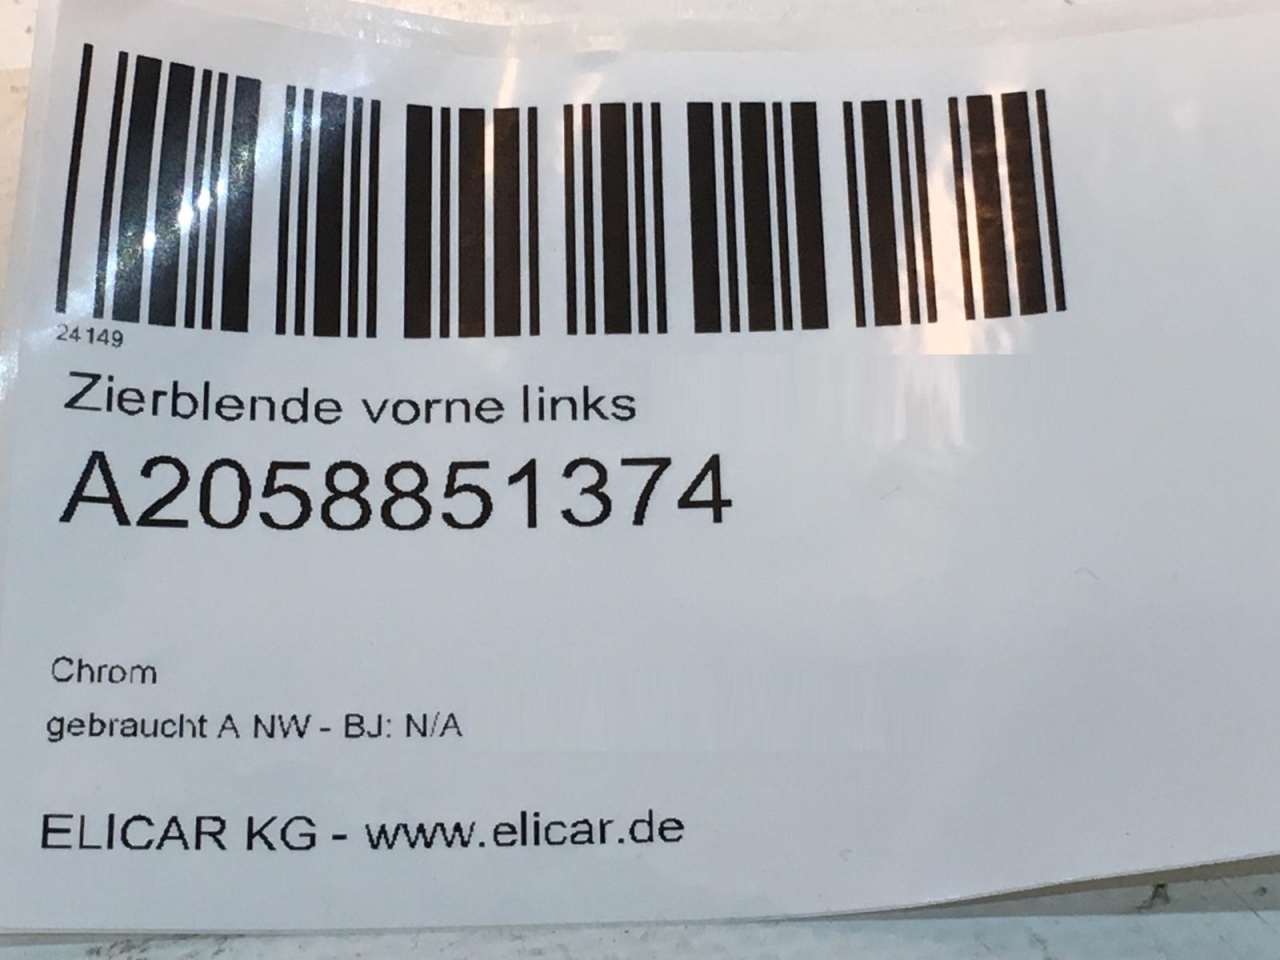 24149
Zierblende vorne links
A2058851374
Chrom
gebraucht A NW - BJ: N/A
ELICAR KG - www.elicar.de